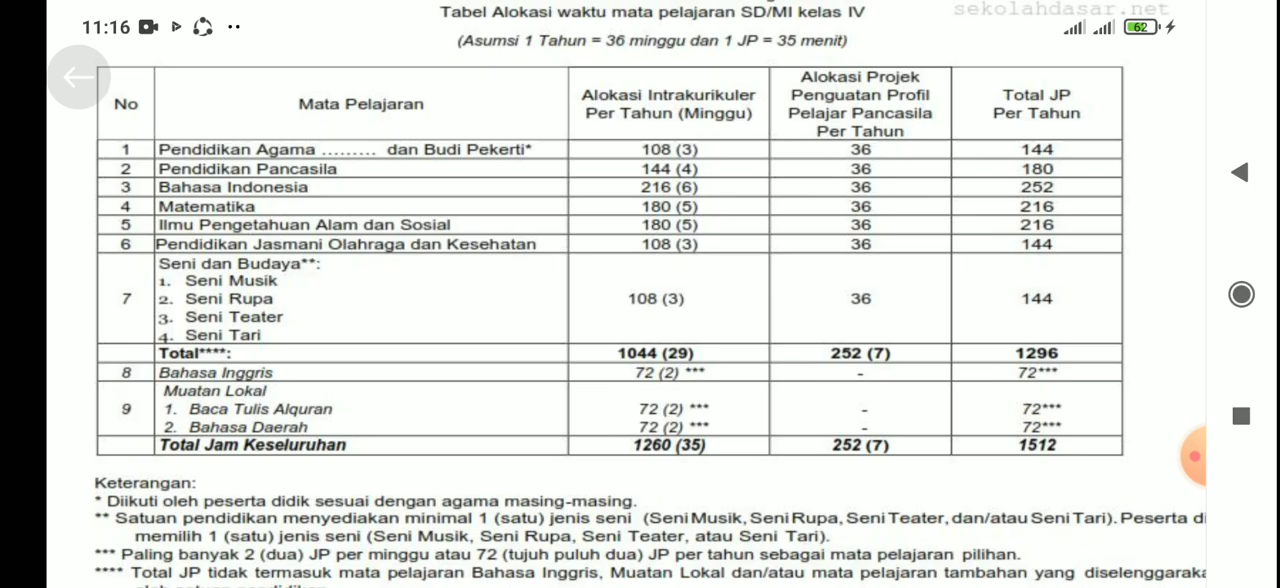 Tabel Alokasi waktu mata pelajaran SD/MI kelas IV
sekolahdasar.net
11:16
62
(Asumsi 1 Tahun = 36 minggu dan 1 JP = 35 menit)
No Mata Pelajaran Alokasi Intrakurikuler Per Tahun (Minggu) Alokasi Projek Penguatan Profil Pelajar Pancasila Per Tahun Total JP Per Tahun
1 Pendidikan Agama ......... dan Budi Pekerti* 108 (3) 36 144
2 Pendidikan Pancasila 144 (4) 36 180
3 Bahasa Indonesia 216 (6) 36 252
4 Matematika 180 (5) 36 216
5 Ilmu Pengetahuan Alam dan Sosial 180 (5) 36 216
6 Pendidikan Jasmani Olahraga dan Kesehatan 108 (3) 36 144
Seni dan Budaya**:
1. Seni Musik
7 2. Seni Rupa 108 (3) 36 144
3. Seni Teater
4. Seni Tari
Total****: 1044 (29) 252 (7) 1296
8 Bahasa Inggris 72 (2) *** - 72***
Muatan Lokal
9 1. Baca Tulis Alquran 72 (2) *** - 72***
2. Bahasa Daerah 72 (2) *** - 72***
Total Jam Keseluruhan 1260 (35) 252 (7) 1512
Keterangan:
* Diikuti oleh peserta didik sesuai dengan agama masing-masing.
** Satuan pendidikan menyediakan minimal 1 (satu) jenis seni (Seni Musik, Seni Rupa, Seni Teater, dan/atau Seni Tari). Peserta di
memilih 1 (satu) jenis seni (Seni Musik, Seni Rupa, Seni Teater, atau Seni Tari).
*** Paling banyak 2 (dua) JP per minggu atau 72 (tujuh puluh dua) JP per tahun sebagai mata pelajaran pilihan.
**** Total JP tidak termasuk mata pelajaran Bahasa Inggris, Muatan Lokal dan/atau mata pelajaran tambahan yang diselenggaraka